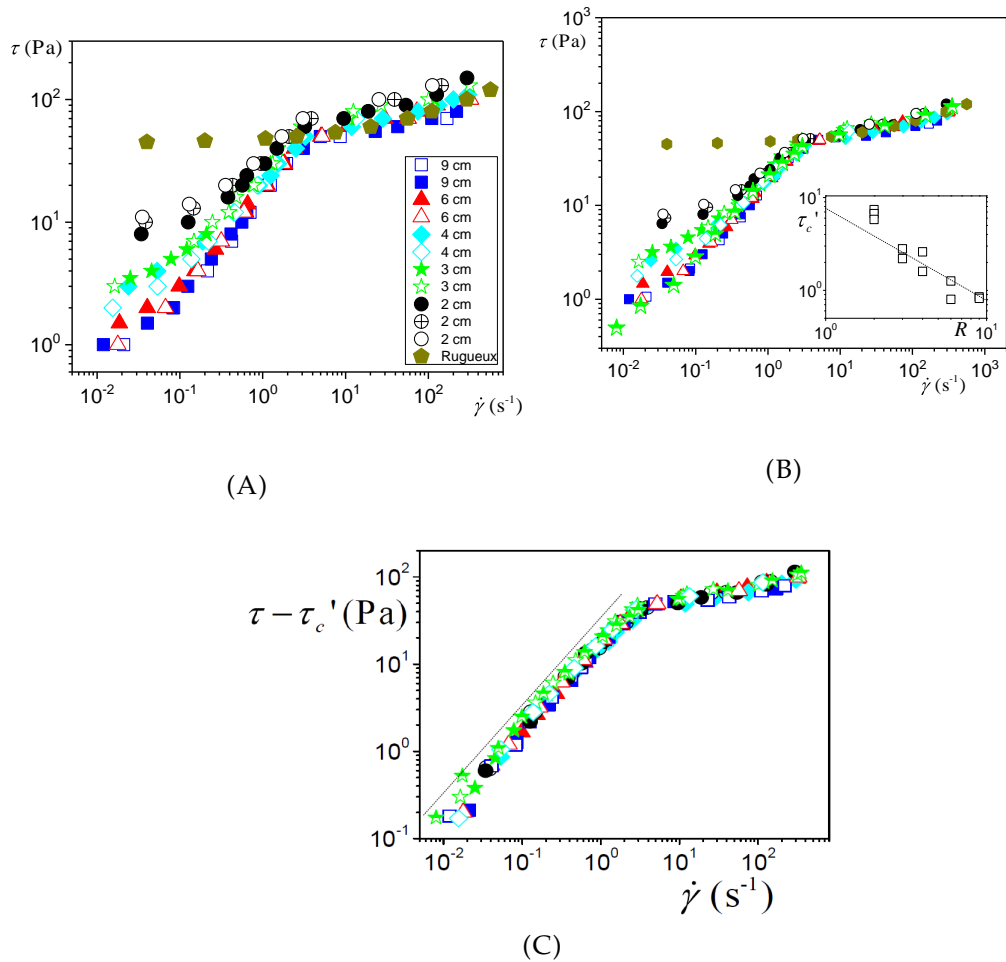 τ (Pa)
10²
10¹
10⁰
10⁻² 10⁻¹ 10⁰ 10¹ 10²
γ̇ (s⁻¹)
9 cm
9 cm
6 cm
6 cm
4 cm
4 cm
3 cm
3 cm
2 cm
2 cm
2 cm
Rugueux
(A)
τ (Pa)
10³
10²
10¹
10⁰
10⁻² 10⁻¹ 10⁰ 10¹ 10² 10³
γ̇ (s⁻¹)
τc'
10¹
10⁰
10⁰ R 10¹
(B)
τ − τc' (Pa)
10²
10¹
10⁰
10⁻¹
10⁻² 10⁻¹ 10⁰ 10¹ 10²
γ̇ (s⁻¹)
(C)